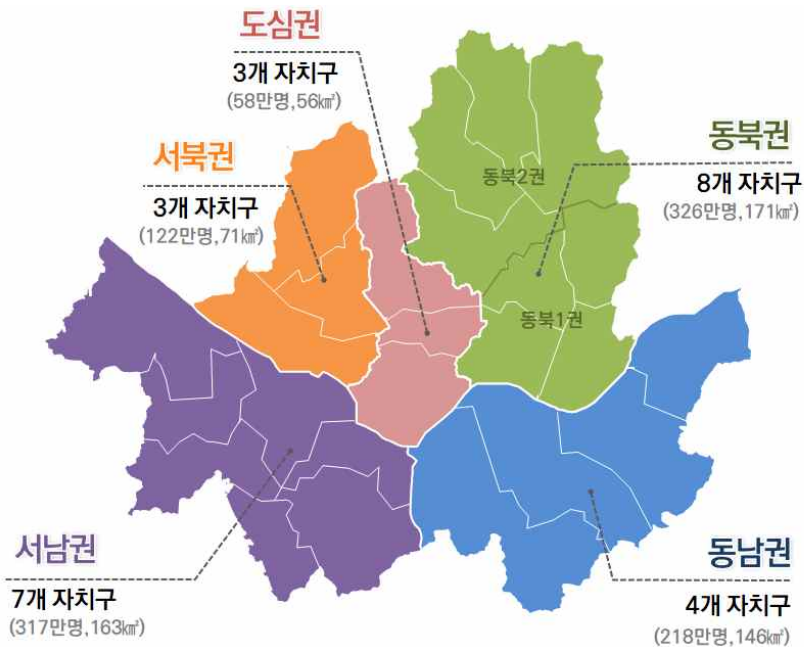 도심권
3개 자치구
(58만명,56㎢)
서북권
3개 자치구
(122만명,71㎢)
동북권
8개 자치구
(326만명,171㎢)
동북2권
동북1권
서남권
7개 자치구
(317만명,163㎢)
동남권
4개 자치구
(218만명,146㎢)